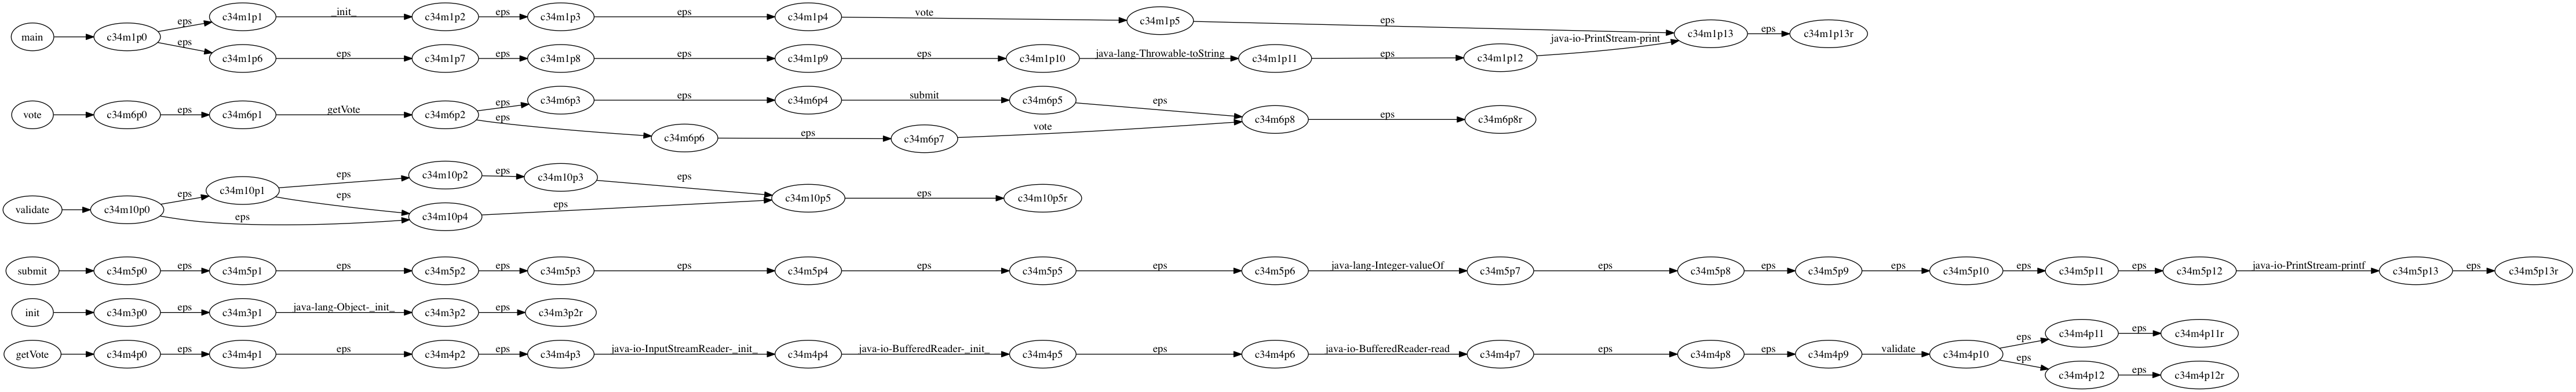 main eps c34m1p0 eps c34m1p1 _init_ c34m1p2 eps c34m1p3 eps c34m1p4 vote c34m1p5 eps c34m1p13 eps c34m1p13r
c34m1p6 eps c34m1p7 eps c34m1p8 eps c34m1p9 eps c34m1p10 java-lang-Throwable-toString c34m1p11 eps c34m1p12 java-io-PrintStream-print
vote c34m6p0 eps c34m6p1 getVote c34m6p2 eps c34m6p3 eps c34m6p4 submit c34m6p5 eps c34m6p8 eps c34m6p8r
eps c34m6p6 eps c34m6p7 vote
validate c34m10p0 eps c34m10p1 eps c34m10p2 eps c34m10p3 eps c34m10p5 eps c34m10p5r
eps eps c34m10p4 eps
submit c34m5p0 eps c34m5p1 eps c34m5p2 eps c34m5p3 eps c34m5p4 eps c34m5p5 eps c34m5p6 java-lang-Integer-valueOf c34m5p7 eps c34m5p8 eps c34m5p9 eps c34m5p10 eps c34m5p11 eps c34m5p12 java-io-PrintStream-printf c34m5p13 eps c34m5p13r
init c34m3p0 eps c34m3p1 java-lang-Object-_init_ c34m3p2 eps c34m3p2r
getVote c34m4p0 eps c34m4p1 eps c34m4p2 eps c34m4p3 java-io-InputStreamReader-_init_ c34m4p4 java-io-BufferedReader-_init_ c34m4p5 eps c34m4p6 java-io-BufferedReader-read c34m4p7 eps c34m4p8 eps c34m4p9 validate c34m4p10 eps c34m4p11 eps c34m4p11r
eps c34m4p12 eps c34m4p12r